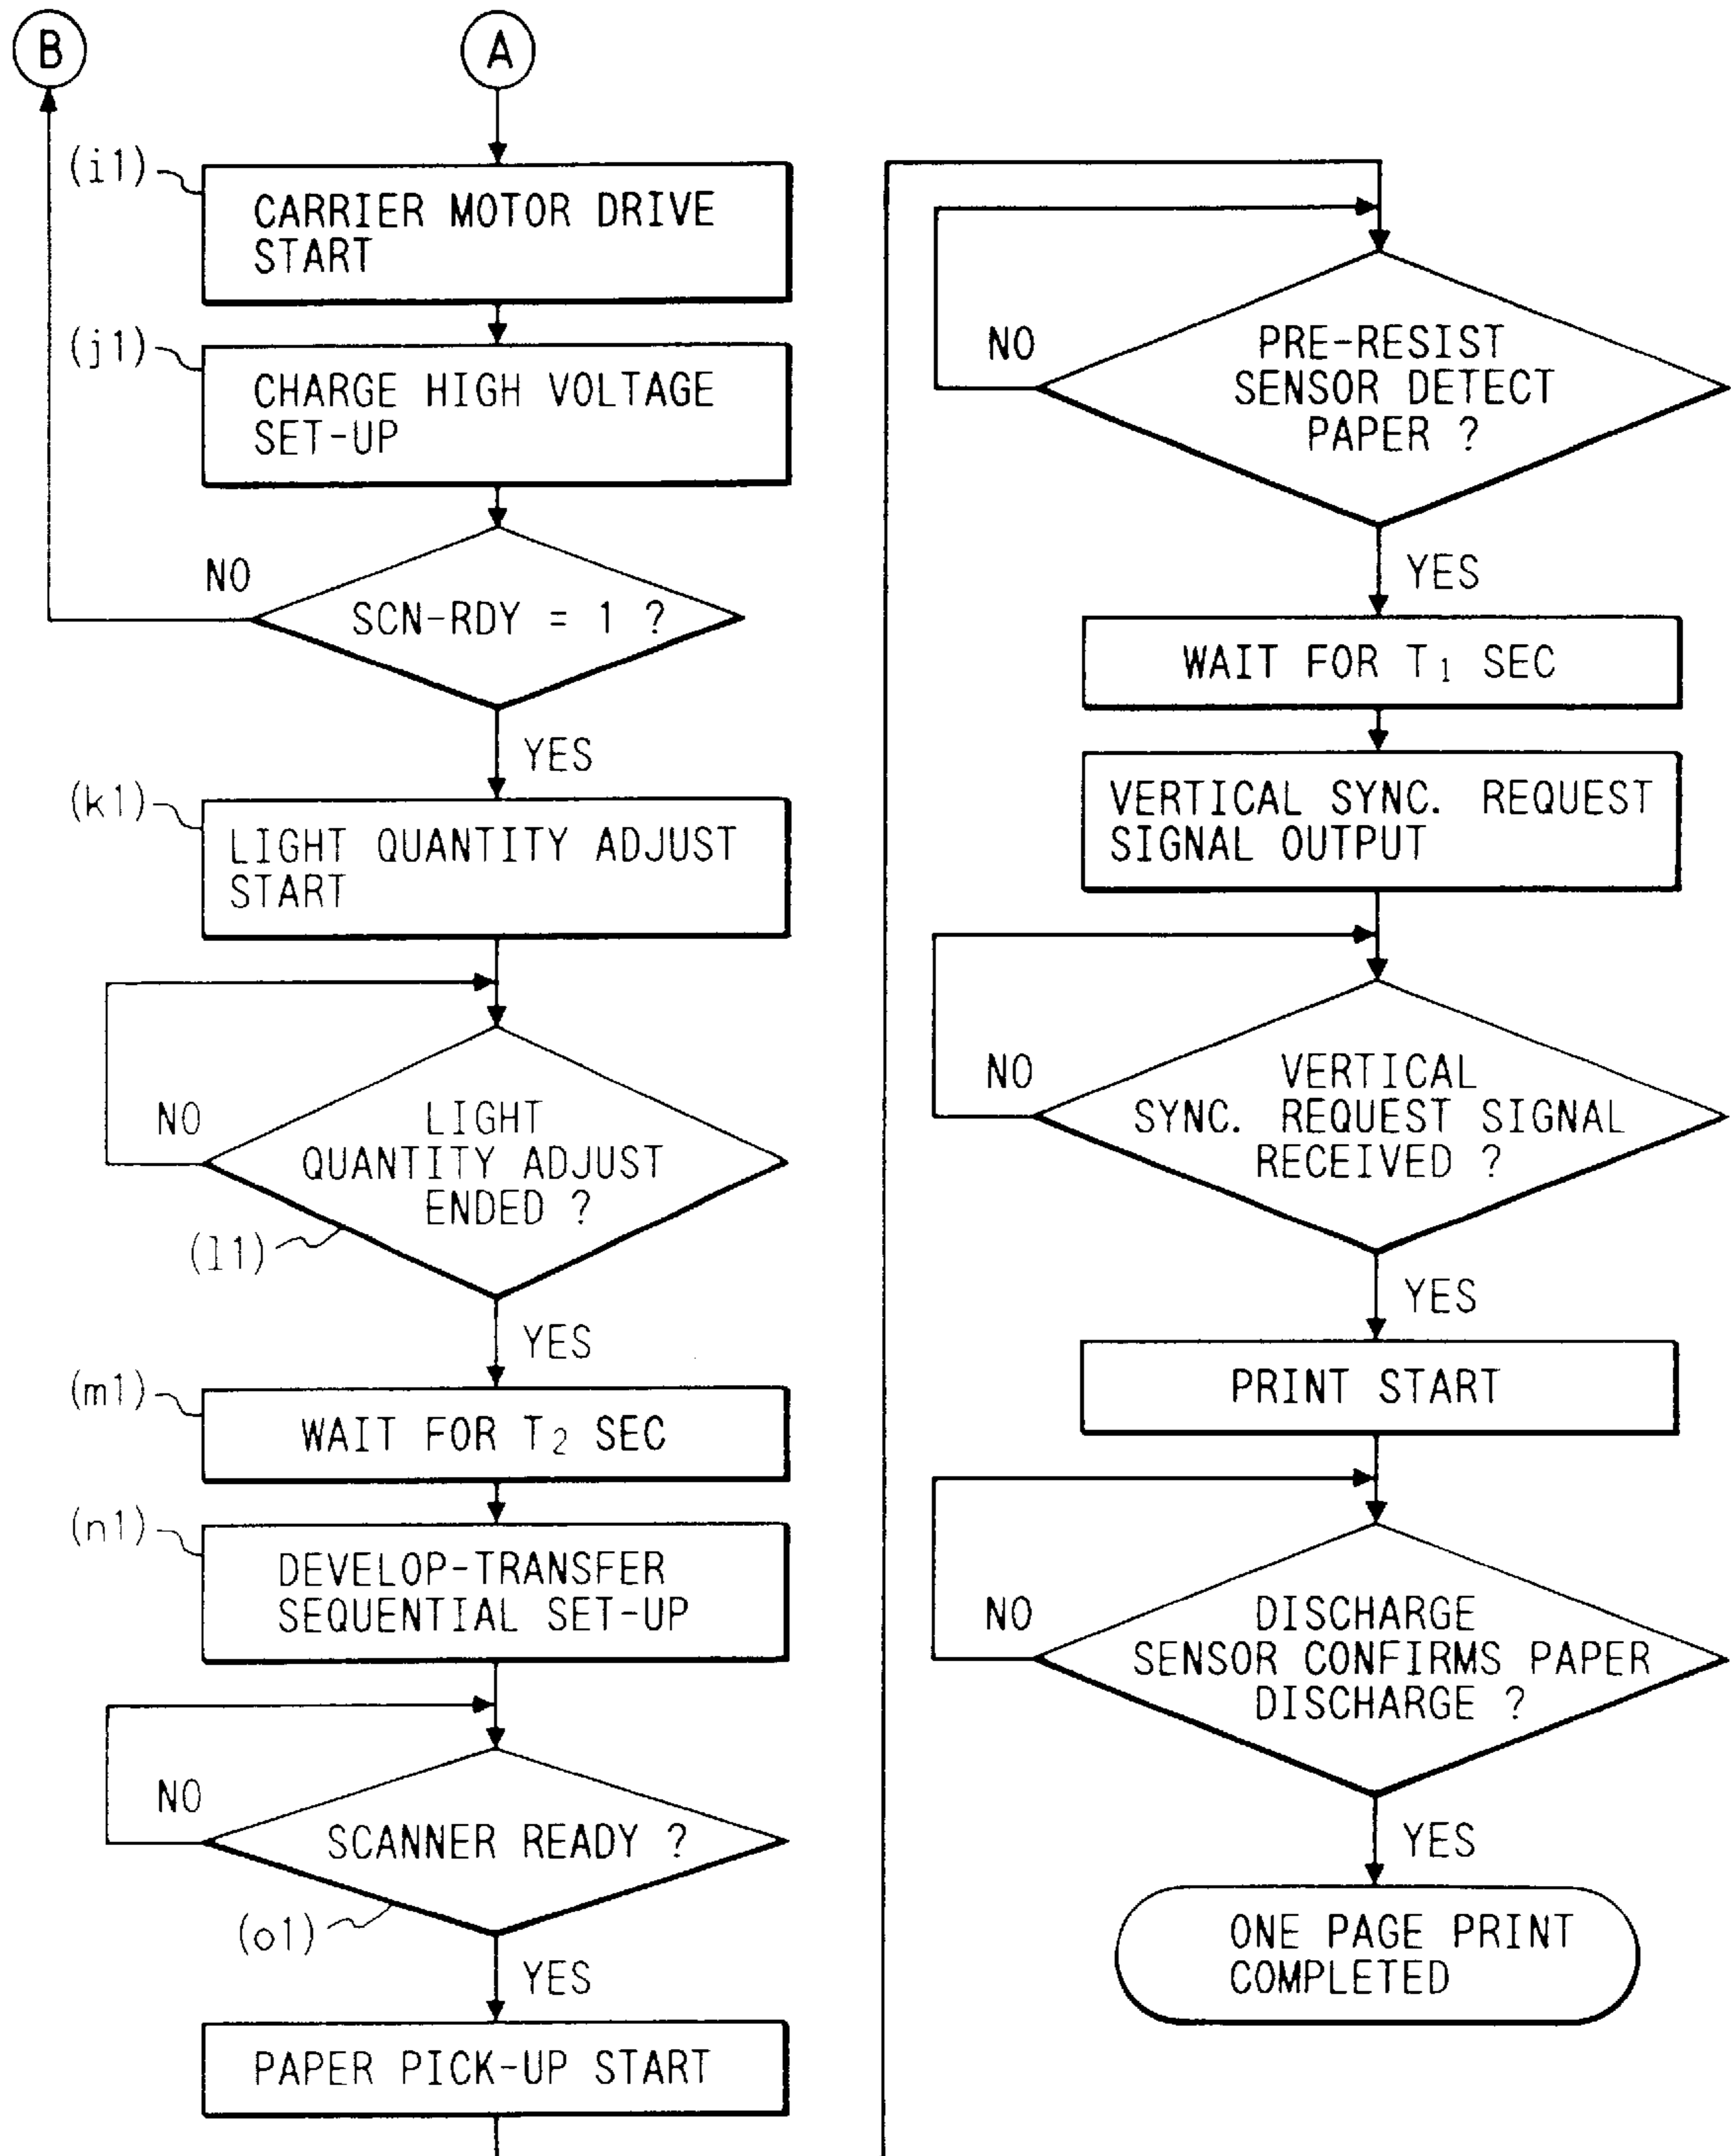 B
A
(i1)
CARRIER MOTOR DRIVE
START
(j1)
CHARGE HIGH VOLTAGE
SET-UP
NO
SCN-RDY = 1 ?
YES
(k1)
LIGHT QUANTITY ADJUST
START
NO
LIGHT
QUANTITY ADJUST
ENDED ?
(l1)
YES
(m1)
WAIT FOR T₂ SEC
(n1)
DEVELOP-TRANSFER
SEQUENTIAL SET-UP
NO
SCANNER READY ?
(o1)
YES
PAPER PICK-UP START
NO
PRE-RESIST
SENSOR DETECT
PAPER ?
YES
WAIT FOR T₁ SEC
VERTICAL SYNC. REQUEST
SIGNAL OUTPUT
NO
VERTICAL
SYNC. REQUEST SIGNAL
RECEIVED ?
YES
PRINT START
NO
DISCHARGE
SENSOR CONFIRMS PAPER
DISCHARGE ?
YES
ONE PAGE PRINT
COMPLETED